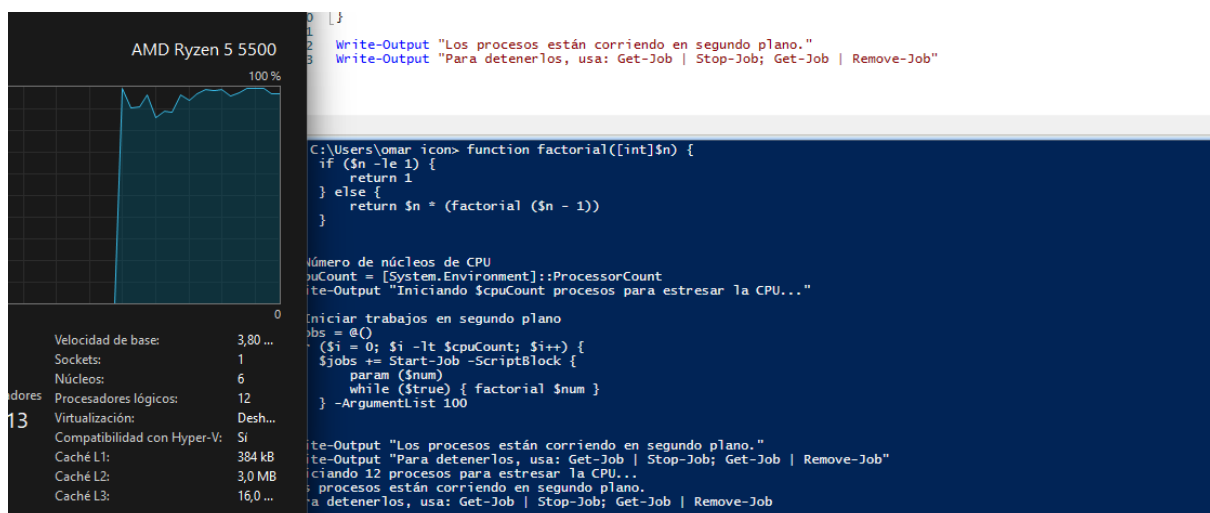 AMD Ryzen 5 5500
100 %
0
Velocidad de base: 3,80 ...
Sockets: 1
Núcleos: 6
Procesadores lógicos: 12
Virtualización: Desh...
Compatibilidad con Hyper-V: Sí
Caché L1: 384 kB
Caché L2: 3,0 MB
Caché L3: 16,0 ...
adores
13
0 }
1
2 Write-Output "Los procesos están corriendo en segundo plano."
3 Write-Output "Para detenerlos, usa: Get-Job | Stop-Job; Get-Job | Remove-Job"
C:\Users\omar icon> function factorial([int]$n) {
if ($n -le 1) {
return 1
} else {
return $n * (factorial ($n - 1))
}
Número de núcleos de CPU
puCount = [System.Environment]::ProcessorCount
ite-Output "Iniciando $cpuCount procesos para estresar la CPU..."
Iniciar trabajos en segundo plano
obs = @()
r ($i = 0; $i -lt $cpuCount; $i++) {
$jobs += Start-Job -ScriptBlock {
param ($num)
while ($true) { factorial $num }
} -ArgumentList 100
ite-Output "Los procesos están corriendo en segundo plano."
ite-Output "Para detenerlos, usa: Get-Job | Stop-Job; Get-Job | Remove-Job"
iciando 12 procesos para estresar la CPU...
s procesos están corriendo en segundo plano.
ra detenerlos, usa: Get-Job | Stop-Job; Get-Job | Remove-Job